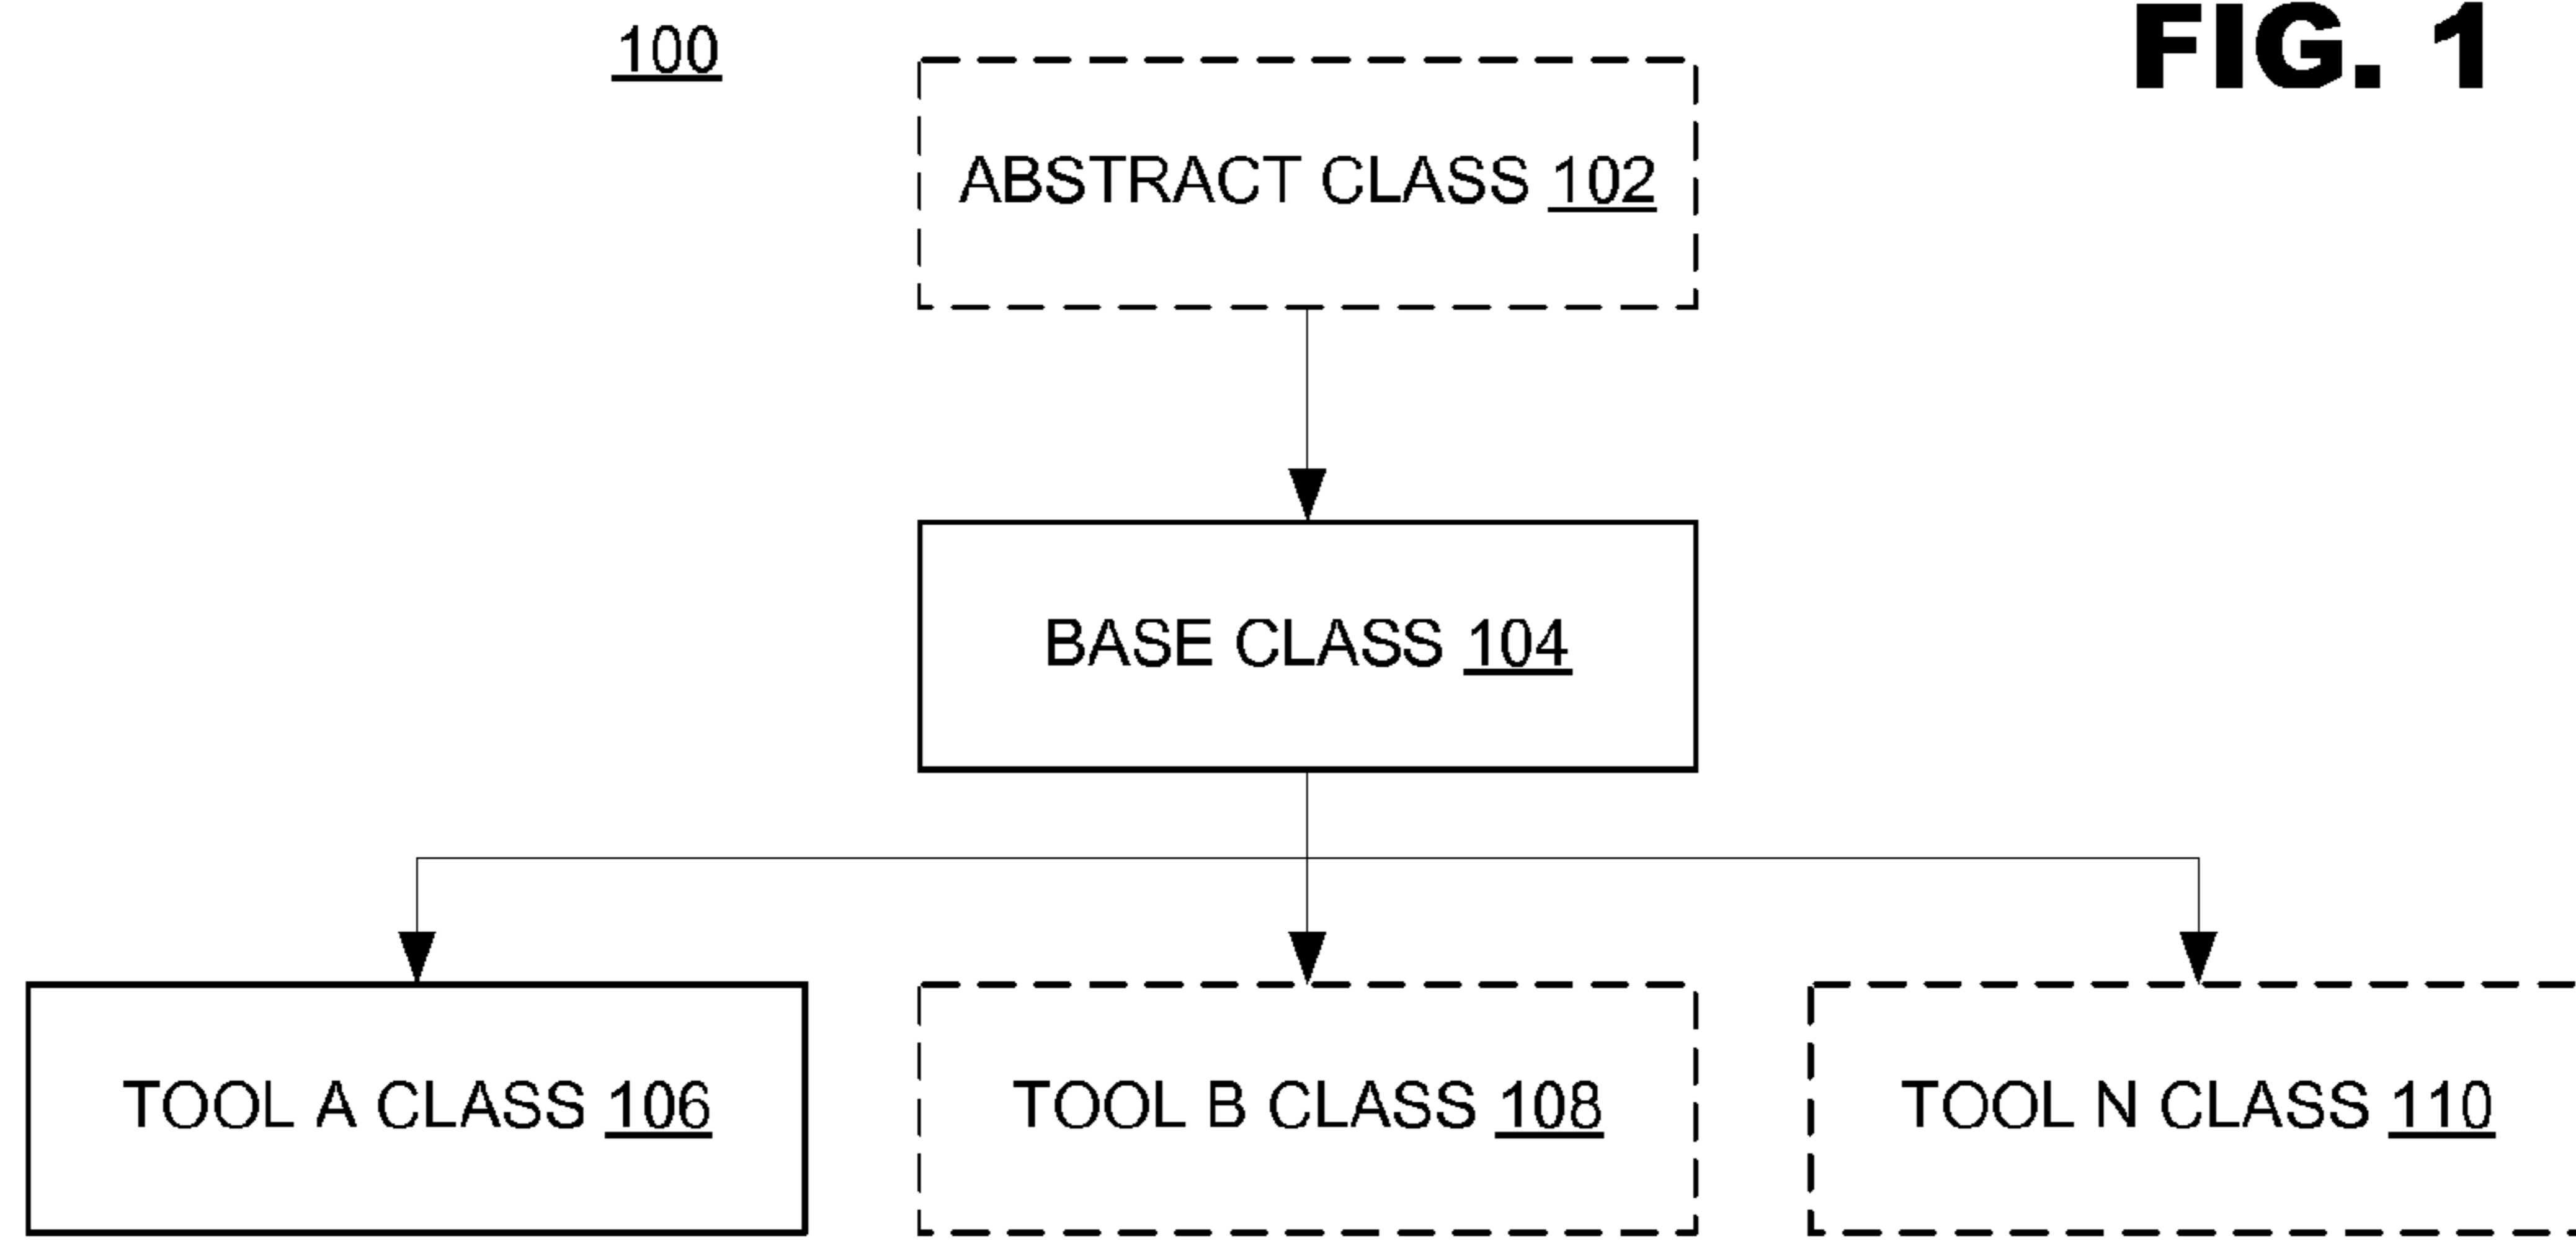 100
FIG. 1
ABSTRACT CLASS 102
BASE CLASS 104
TOOL A CLASS 106
TOOL B CLASS 108
TOOL N CLASS 110